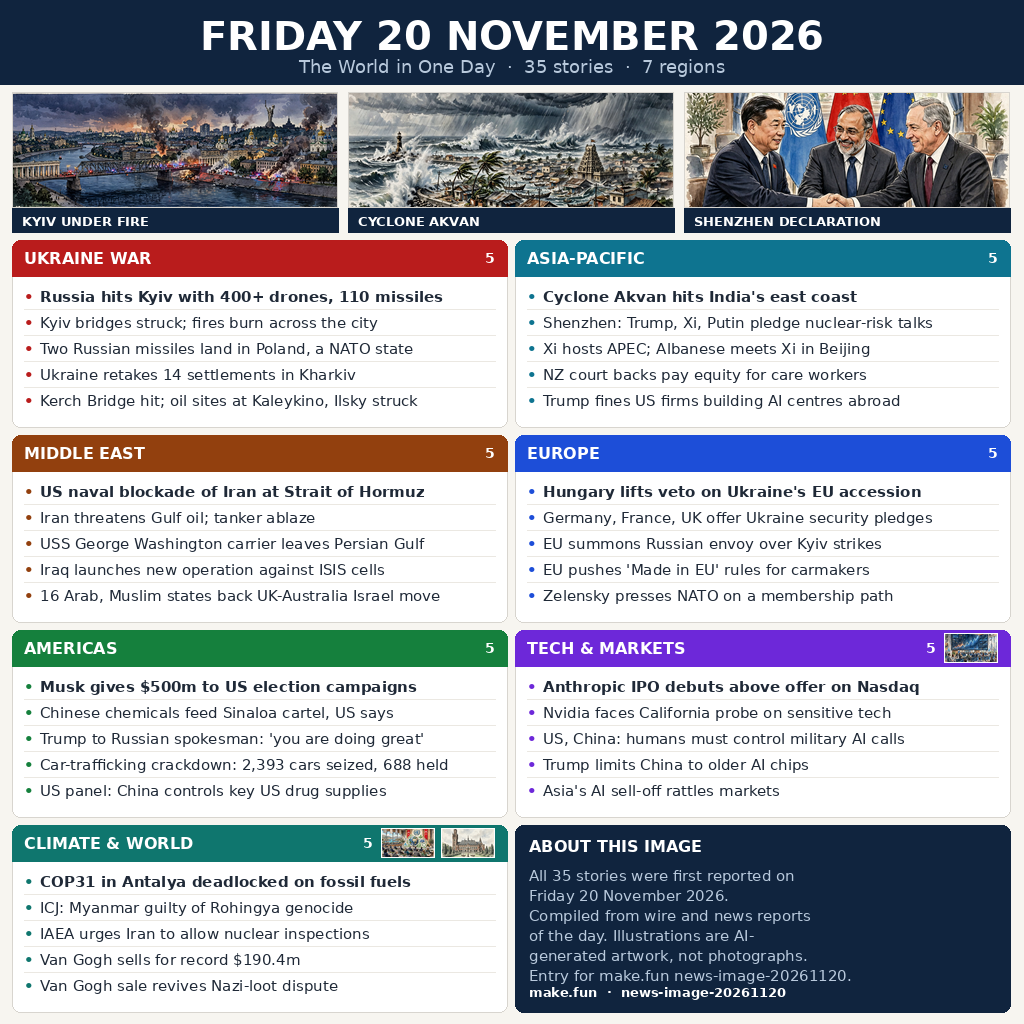 FRIDAY 20 NOVEMBER 2026
The World in One Day · 35 stories · 7 regions
KYIV UNDER FIRE
CYCLONE AKVAN
SHENZHEN DECLARATION
UKRAINE WAR 5
• Russia hits Kyiv with 400+ drones, 110 missiles
• Kyiv bridges struck; fires burn across the city
• Two Russian missiles land in Poland, a NATO state
• Ukraine retakes 14 settlements in Kharkiv
• Kerch Bridge hit; oil sites at Kaleykino, Ilsky struck
ASIA-PACIFIC 5
• Cyclone Akvan hits India's east coast
• Shenzhen: Trump, Xi, Putin pledge nuclear-risk talks
• Xi hosts APEC; Albanese meets Xi in Beijing
• NZ court backs pay equity for care workers
• Trump fines US firms building AI centres abroad
MIDDLE EAST 5
• US naval blockade of Iran at Strait of Hormuz
• Iran threatens Gulf oil; tanker ablaze
• USS George Washington carrier leaves Persian Gulf
• Iraq launches new operation against ISIS cells
• 16 Arab, Muslim states back UK-Australia Israel move
EUROPE 5
• Hungary lifts veto on Ukraine's EU accession
• Germany, France, UK offer Ukraine security pledges
• EU summons Russian envoy over Kyiv strikes
• EU pushes 'Made in EU' rules for carmakers
• Zelensky presses NATO on a membership path
AMERICAS 5
• Musk gives $500m to US election campaigns
• Chinese chemicals feed Sinaloa cartel, US says
• Trump to Russian spokesman: 'you are doing great'
• Car-trafficking crackdown: 2,393 cars seized, 688 held
• US panel: China controls key US drug supplies
TECH & MARKETS 5
• Anthropic IPO debuts above offer on Nasdaq
• Nvidia faces California probe on sensitive tech
• US, China: humans must control military AI calls
• Trump limits China to older AI chips
• Asia's AI sell-off rattles markets
CLIMATE & WORLD 5
• COP31 in Antalya deadlocked on fossil fuels
• ICJ: Myanmar guilty of Rohingya genocide
• IAEA urges Iran to allow nuclear inspections
• Van Gogh sells for record $190.4m
• Van Gogh sale revives Nazi-loot dispute
ABOUT THIS IMAGE
All 35 stories were first reported on
Friday 20 November 2026.
Compiled from wire and news reports
of the day. Illustrations are AI-
generated artwork, not photographs.
Entry for make.fun news-image-20261120.
make.fun · news-image-20261120